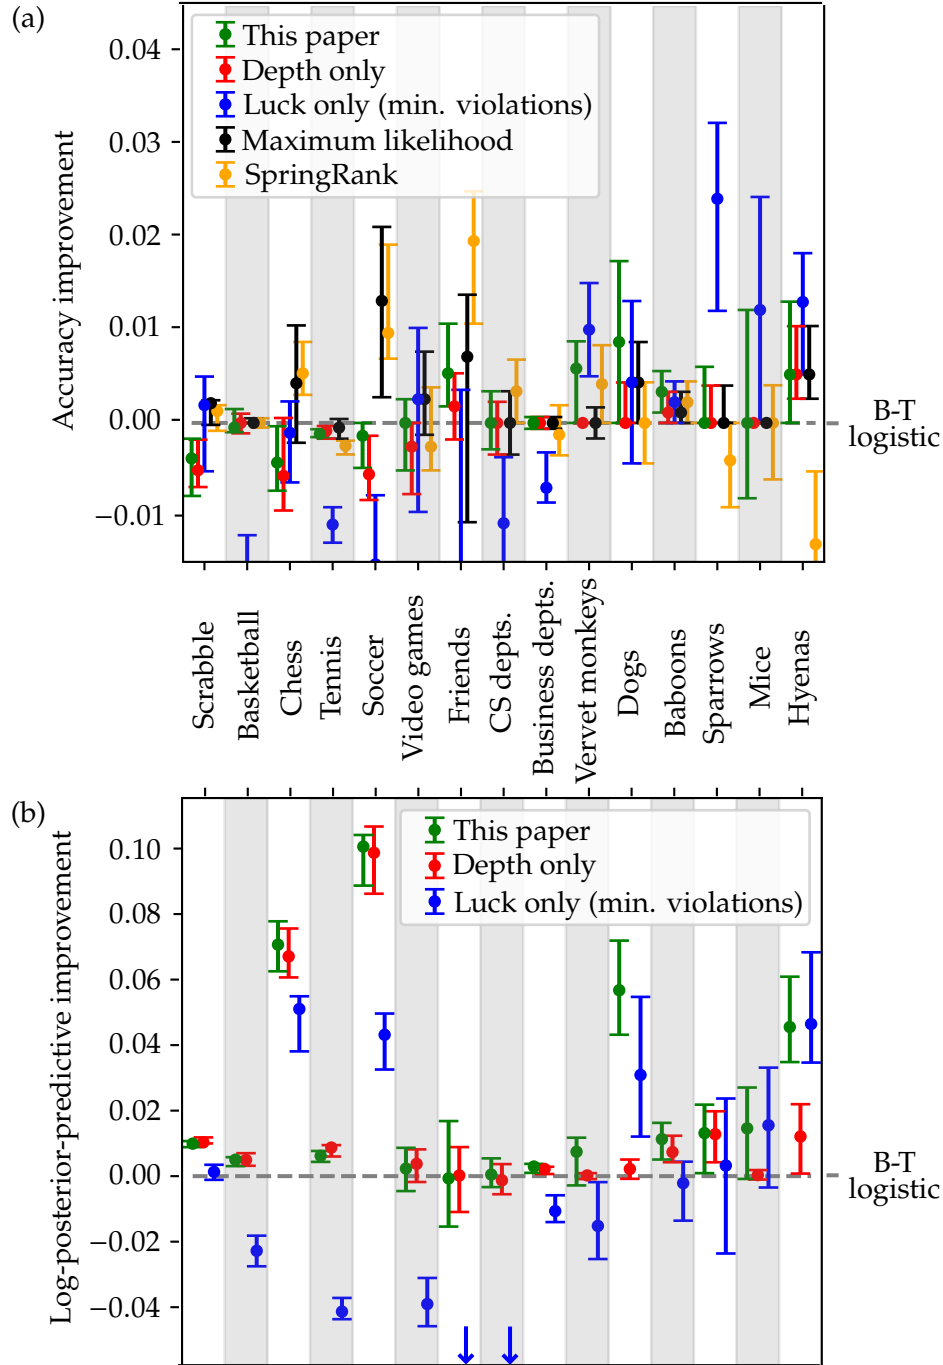 (a)
0.04
0.03
0.02
0.01
0.00
−0.01
Accuracy improvement
This paper
Depth only
Luck only (min. violations)
Maximum likelihood
SpringRank
B-T
logistic
Scrabble
Basketball
Chess
Tennis
Soccer
Video games
Friends
CS depts.
Business depts.
Vervet monkeys
Dogs
Baboons
Sparrows
Mice
Hyenas
(b)
0.10
0.08
0.06
0.04
0.02
0.00
−0.02
−0.04
Log-posterior-predictive improvement
This paper
Depth only
Luck only (min. violations)
B-T
logistic